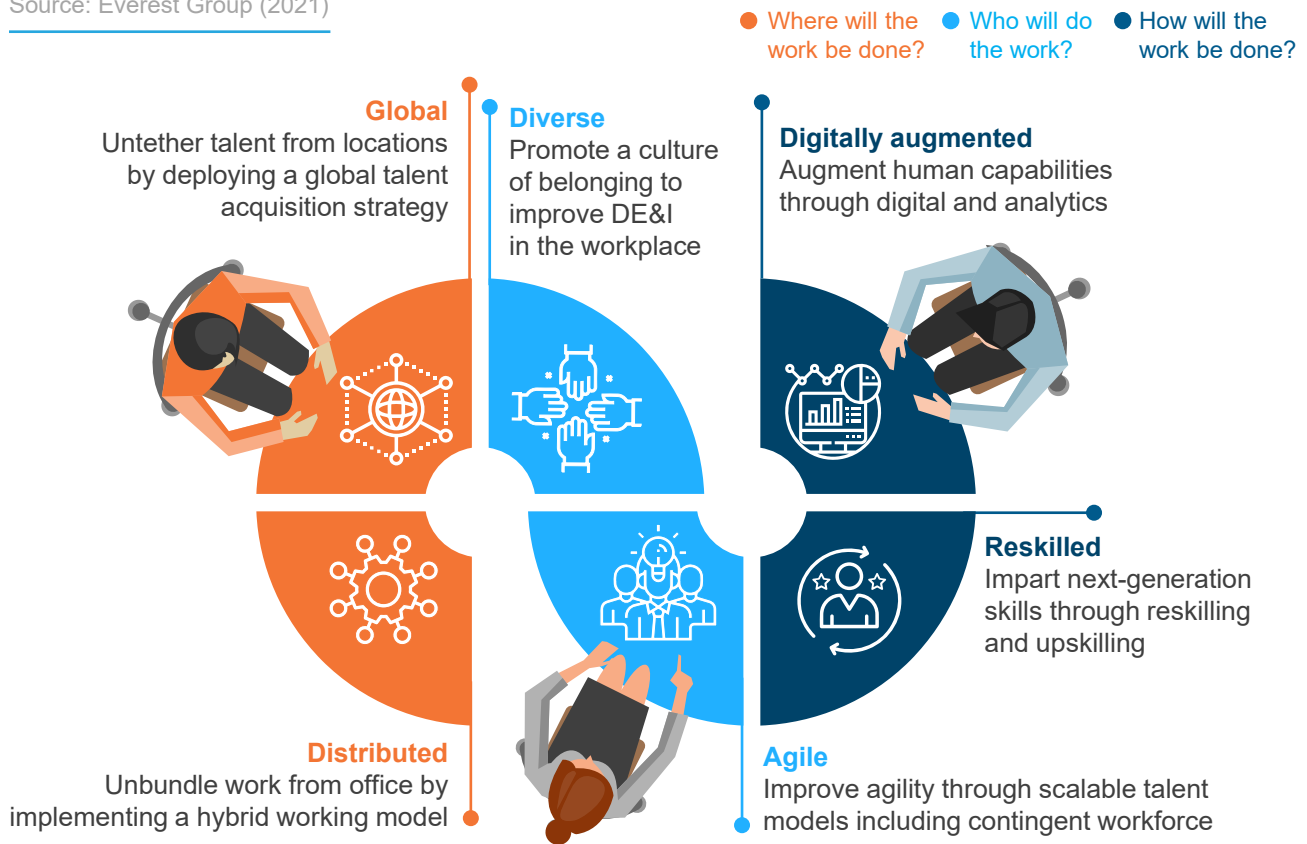 Source: Everest Group (2021)
Where will the
work be done?
Who will do
the work?
How will the
work be done?
Global
Untether talent from locations
by deploying a global talent
acquisition strategy
Diverse
Promote a culture
of belonging to
improve DE&I
in the workplace
Digitally augmented
Augment human capabilities
through digital and analytics
Reskilled
Impart next-generation
skills through reskilling
and upskilling
Distributed
Unbundle work from office by
implementing a hybrid working model
Agile
Improve agility through scalable talent
models including contingent workforce